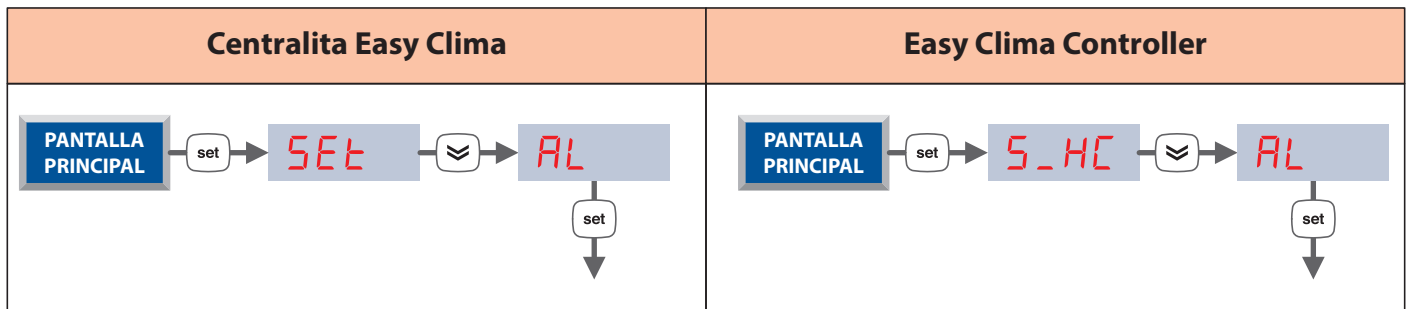 Centralita Easy Clima
Easy Clima Controller
PANTALLA
PRINCIPAL
set
SEt
AL
set
PANTALLA
PRINCIPAL
set
S_HC
AL
set